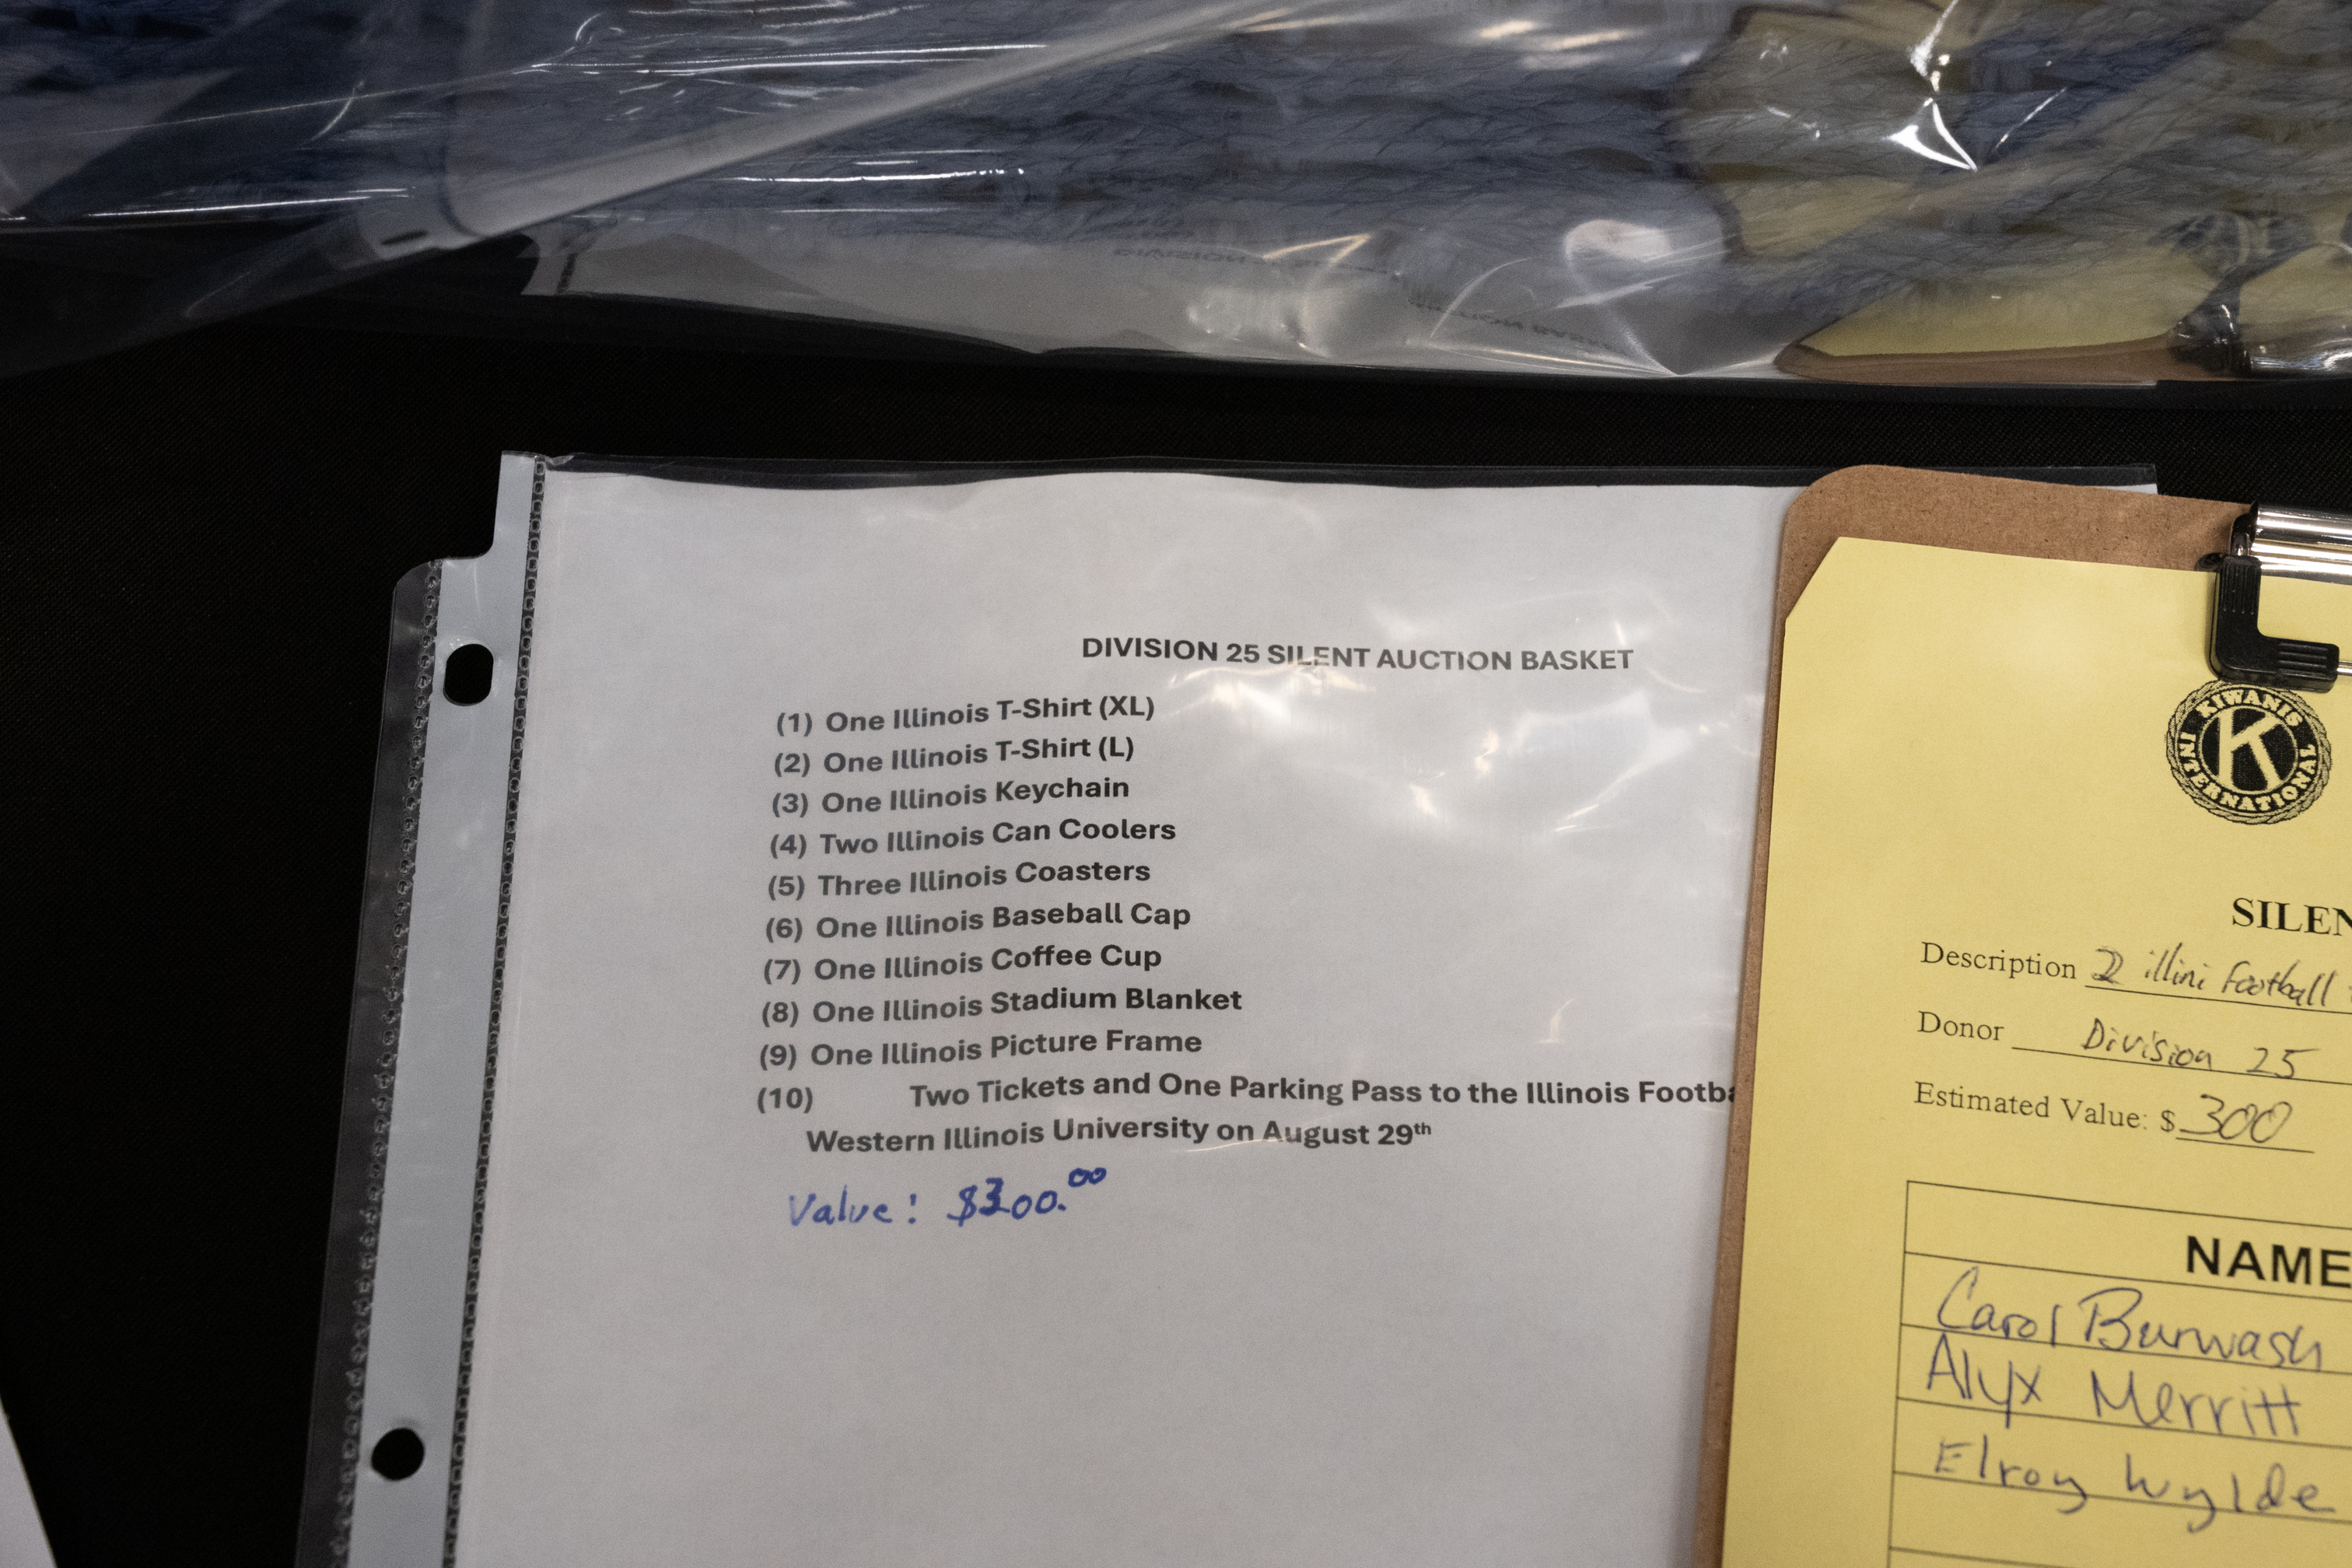 DIVISION 25 SILENT AUCTION BASKET
(1) One Illinois T-Shirt (XL)
(2) One Illinois T-Shirt (L)
(3) One Illinois Keychain
(4) Two Illinois Can Coolers
(5) Three Illinois Coasters
(6) One Illinois Baseball Cap
(7) One Illinois Coffee Cup
(8) One Illinois Stadium Blanket
(9) One Illinois Picture Frame
(10) Two Tickets and One Parking Pass to the Illinois Footba
Western Illinois University on August 29th
Value: $300.00
KIWANIS
K
INTERNATIONAL
SILEN
Description 2 illini Football
Donor Division 25
Estimated Value: $300
NAME
Carol Burwash
Alyx Merritt
Elroy Wylde